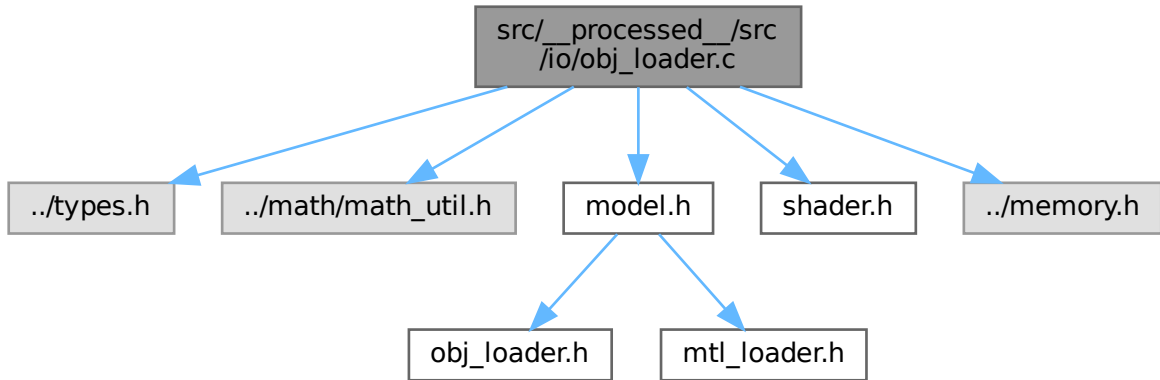 src/__processed__/src
/io/obj_loader.c
../types.h
../math/math_util.h
model.h
shader.h
../memory.h
obj_loader.h
mtl_loader.h